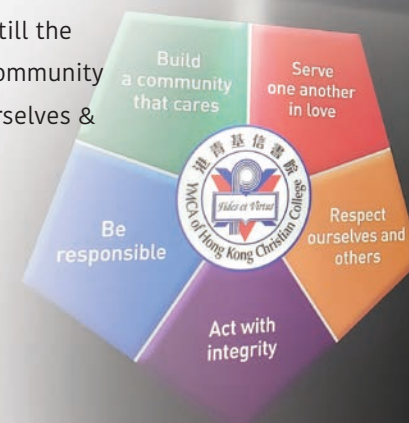 till the
ommunity
rselves &
Build
a community
that cares
Serve
one another
in love
Be
responsible
Respect
ourselves and
others
Act with
integrity
港青基信書院
Fides et Virtus
YMCA of Hong Kong Christian College